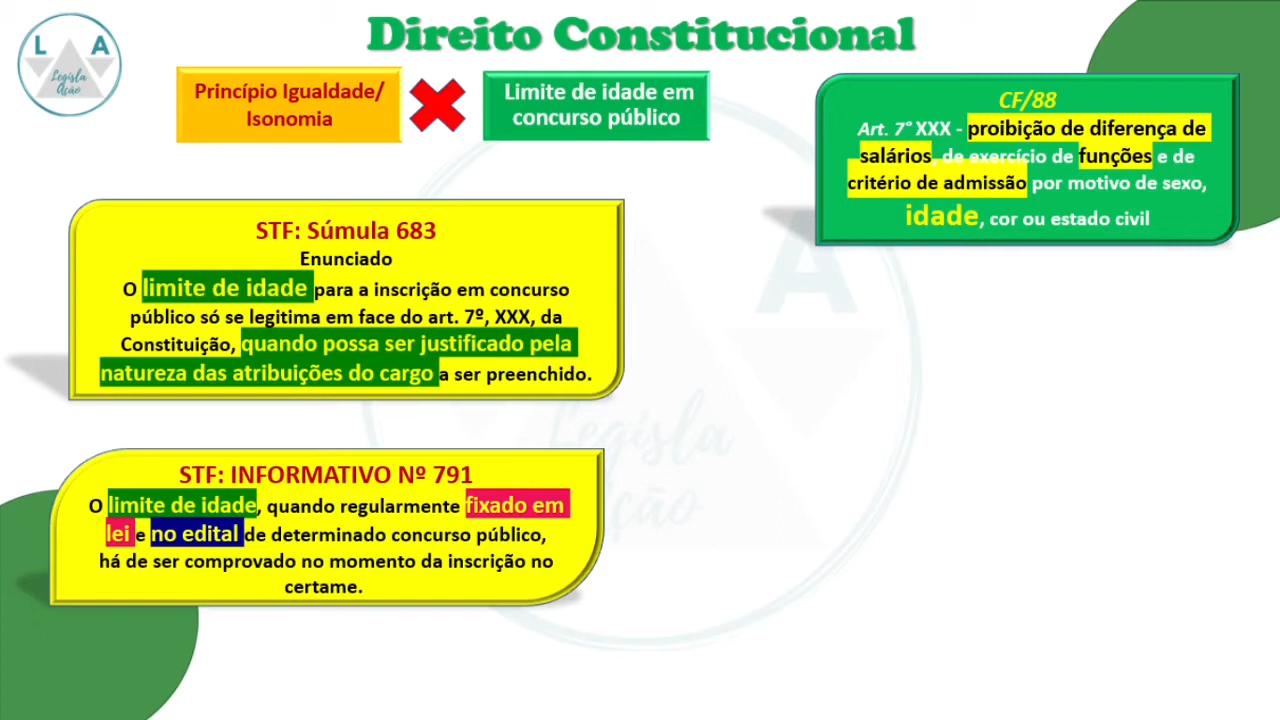 L A
Legisla
Ação
Direito Constitucional
Princípio Igualdade/
Isonomia
Limite de idade em
concurso público
CF/88
Art. 7° XXX - proibição de diferença de
salários, de exercício de funções e de
critério de admissão por motivo de sexo,
idade, cor ou estado civil
STF: Súmula 683
Enunciado
O limite de idade para a inscrição em concurso
público só se legitima em face do art. 7º, XXX, da
Constituição, quando possa ser justificado pela
natureza das atribuições do cargo a ser preenchido.
STF: INFORMATIVO Nº 791
O limite de idade, quando regularmente fixado em
lei e no edital de determinado concurso público,
há de ser comprovado no momento da inscrição no
certame.
A
Legisla
Ação